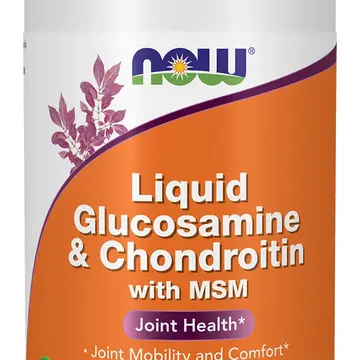 now
Liquid
Glucosamine
& Chondroitin
with MSM
Joint Health*
• Joint Mobility and Comfort*